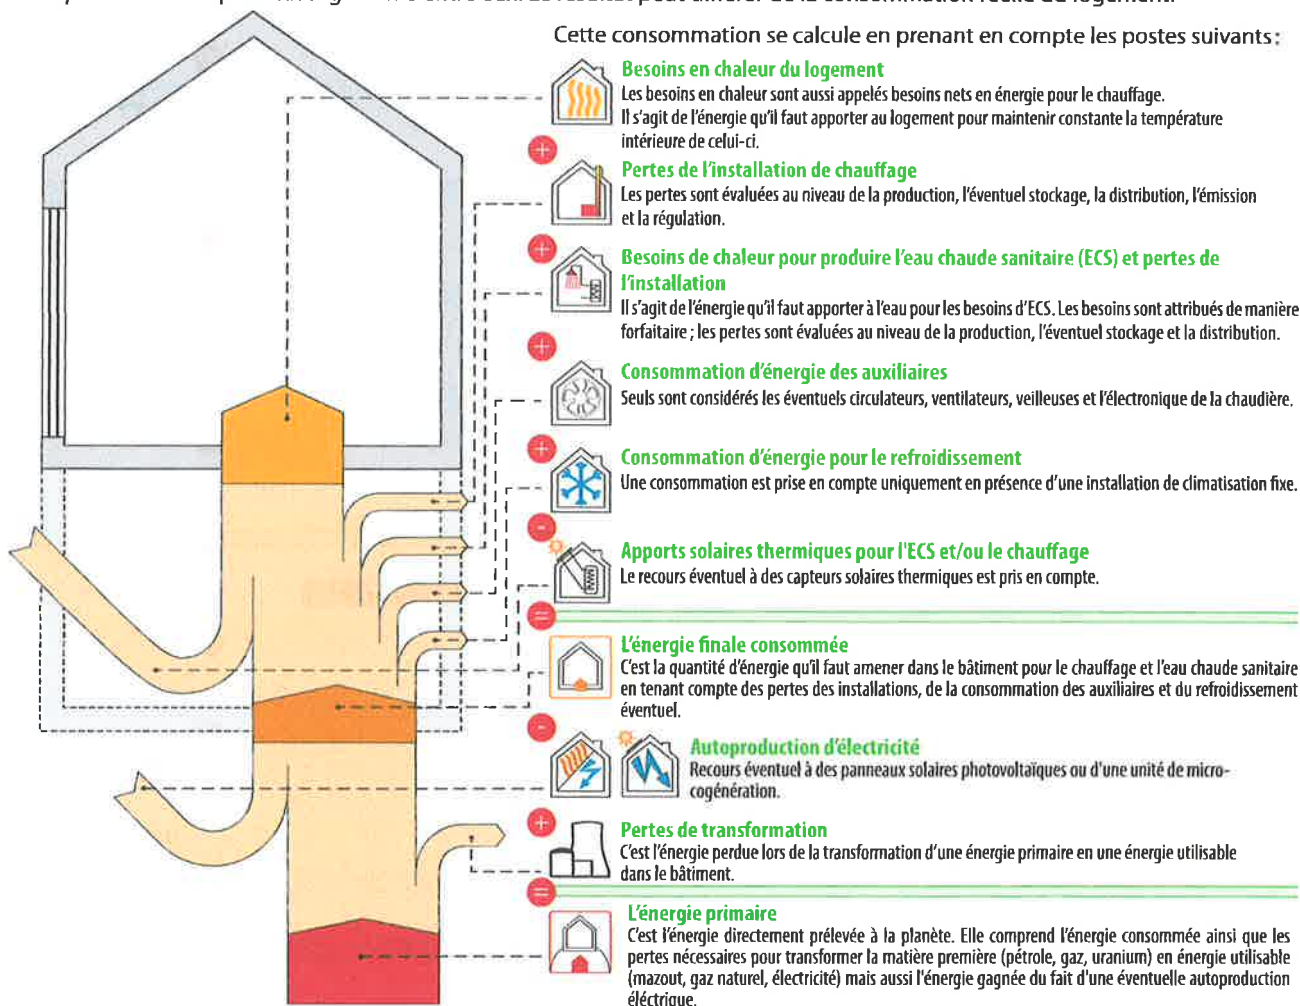 Cette consommation se calcule en prenant en compte les postes suivants :
Besoins en chaleur du logement
Les besoins en chaleur sont aussi appelés besoins nets en énergie pour le chauffage.
Il s'agit de l'énergie qu'il faut apporter au logement pour maintenir constante la température
intérieure de celui-ci.
+
Pertes de l'installation de chauffage
Les pertes sont évaluées au niveau de la production, l'éventuel stockage, la distribution, l'émission
et la régulation.
+
Besoins de chaleur pour produire l'eau chaude sanitaire (ECS) et pertes de
l'installation
Il s'agit de l'énergie qu'il faut apporter à l'eau pour les besoins d'ECS. Les besoins sont attribués de manière
forfaitaire ; les pertes sont évaluées au niveau de la production, l'éventuel stockage et la distribution.
+
Consommation d'énergie des auxiliaires
Seuls sont considérés les éventuels circulateurs, ventilateurs, veilleuses et l'électronique de la chaudière.
+
Consommation d'énergie pour le refroidissement
Une consommation est prise en compte uniquement en présence d'une installation de climatisation fixe.
-
Apports solaires thermiques pour l'ECS et/ou le chauffage
Le recours éventuel à des capteurs solaires thermiques est pris en compte.
=
L'énergie finale consommée
C'est la quantité d'énergie qu'il faut amener dans le bâtiment pour le chauffage et l'eau chaude sanitaire
en tenant compte des pertes des installations, de la consommation des auxiliaires et du refroidissement
éventuel.
-
Autoproduction d'électricité
Recours éventuel à des panneaux solaires photovoltaïques ou d'une unité de micro-
cogénération.
+
Pertes de transformation
C'est l'énergie perdue lors de la transformation d'une énergie primaire en une énergie utilisable
dans le bâtiment.
=
L'énergie primaire
C'est l'énergie directement prélevée à la planète. Elle comprend l'énergie consommée ainsi que les
pertes nécessaires pour transformer la matière première (pétrole, gaz, uranium) en énergie utilisable
(mazout, gaz naturel, électricité) mais aussi l'énergie gagnée du fait d'une éventuelle autoproduction
éléctrique.